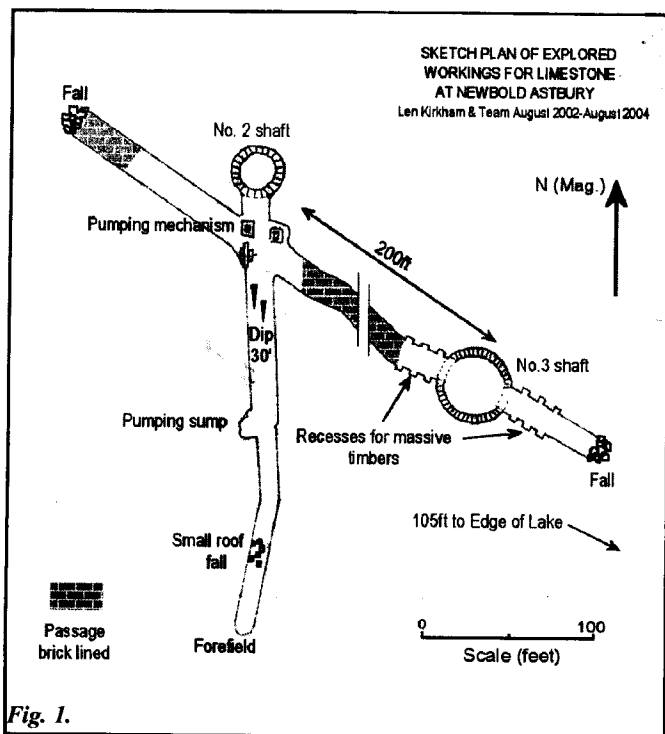 SKETCH PLAN OF EXPLORED
WORKINGS FOR LIMESTONE
AT NEWBOLD ASTBURY
Len Kirkham & Team August 2002-August 2004
Fall
No. 2 shaft
N (Mag.)
Pumping mechanism
200ft
Dip
30'
No.3 shaft
Pumping sump
Recesses for massive
timbers
Fall
105ft to Edge of Lake
Small roof
fall
Passage
brick lined
Forefield
0
100
Scale (feet)
Fig. 1.